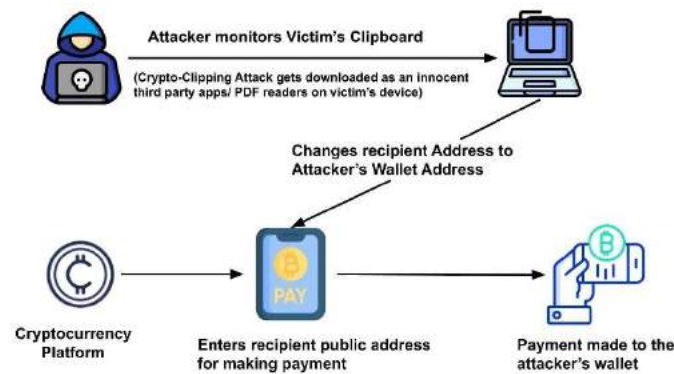 Attacker monitors Victim's Clipboard
(Crypto-Clipping Attack gets downloaded as an innocent
third party apps/ PDF readers on victim's device)
Changes recipient Address to
Attacker's Wallet Address
B
PAY
B
Cryptocurrency
Platform
Enters recipient public address
for making payment
Payment made to the
attacker's wallet